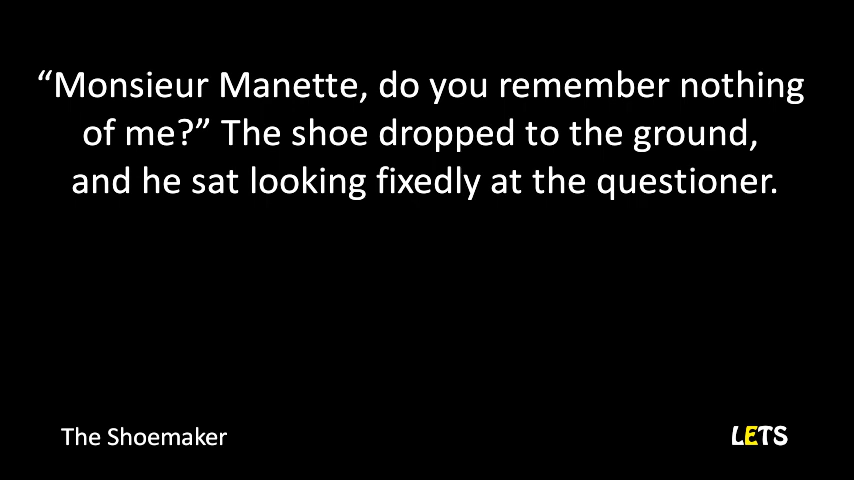 “Monsieur Manette, do you remember nothing
of me?” The shoe dropped to the ground,
and he sat looking fixedly at the questioner.
The Shoemaker
LETS